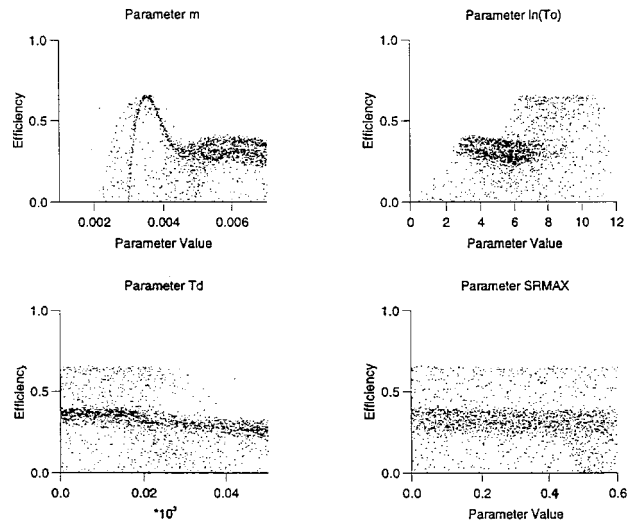 Parameter m
1.0
Efficiency
0.5
0.0
0.002 0.004 0.006
Parameter Value
Parameter ln(To)
1.0
Efficiency
0.5
0.0
0 2 4 6 8 10 12
Parameter Value
Parameter Td
1.0
Efficiency
0.5
0.0
0.0 0.02 0.04
*10³
Parameter SRMAX
1.0
Efficiency
0.5
0.0
0.0 0.2 0.4 0.6
Parameter Value